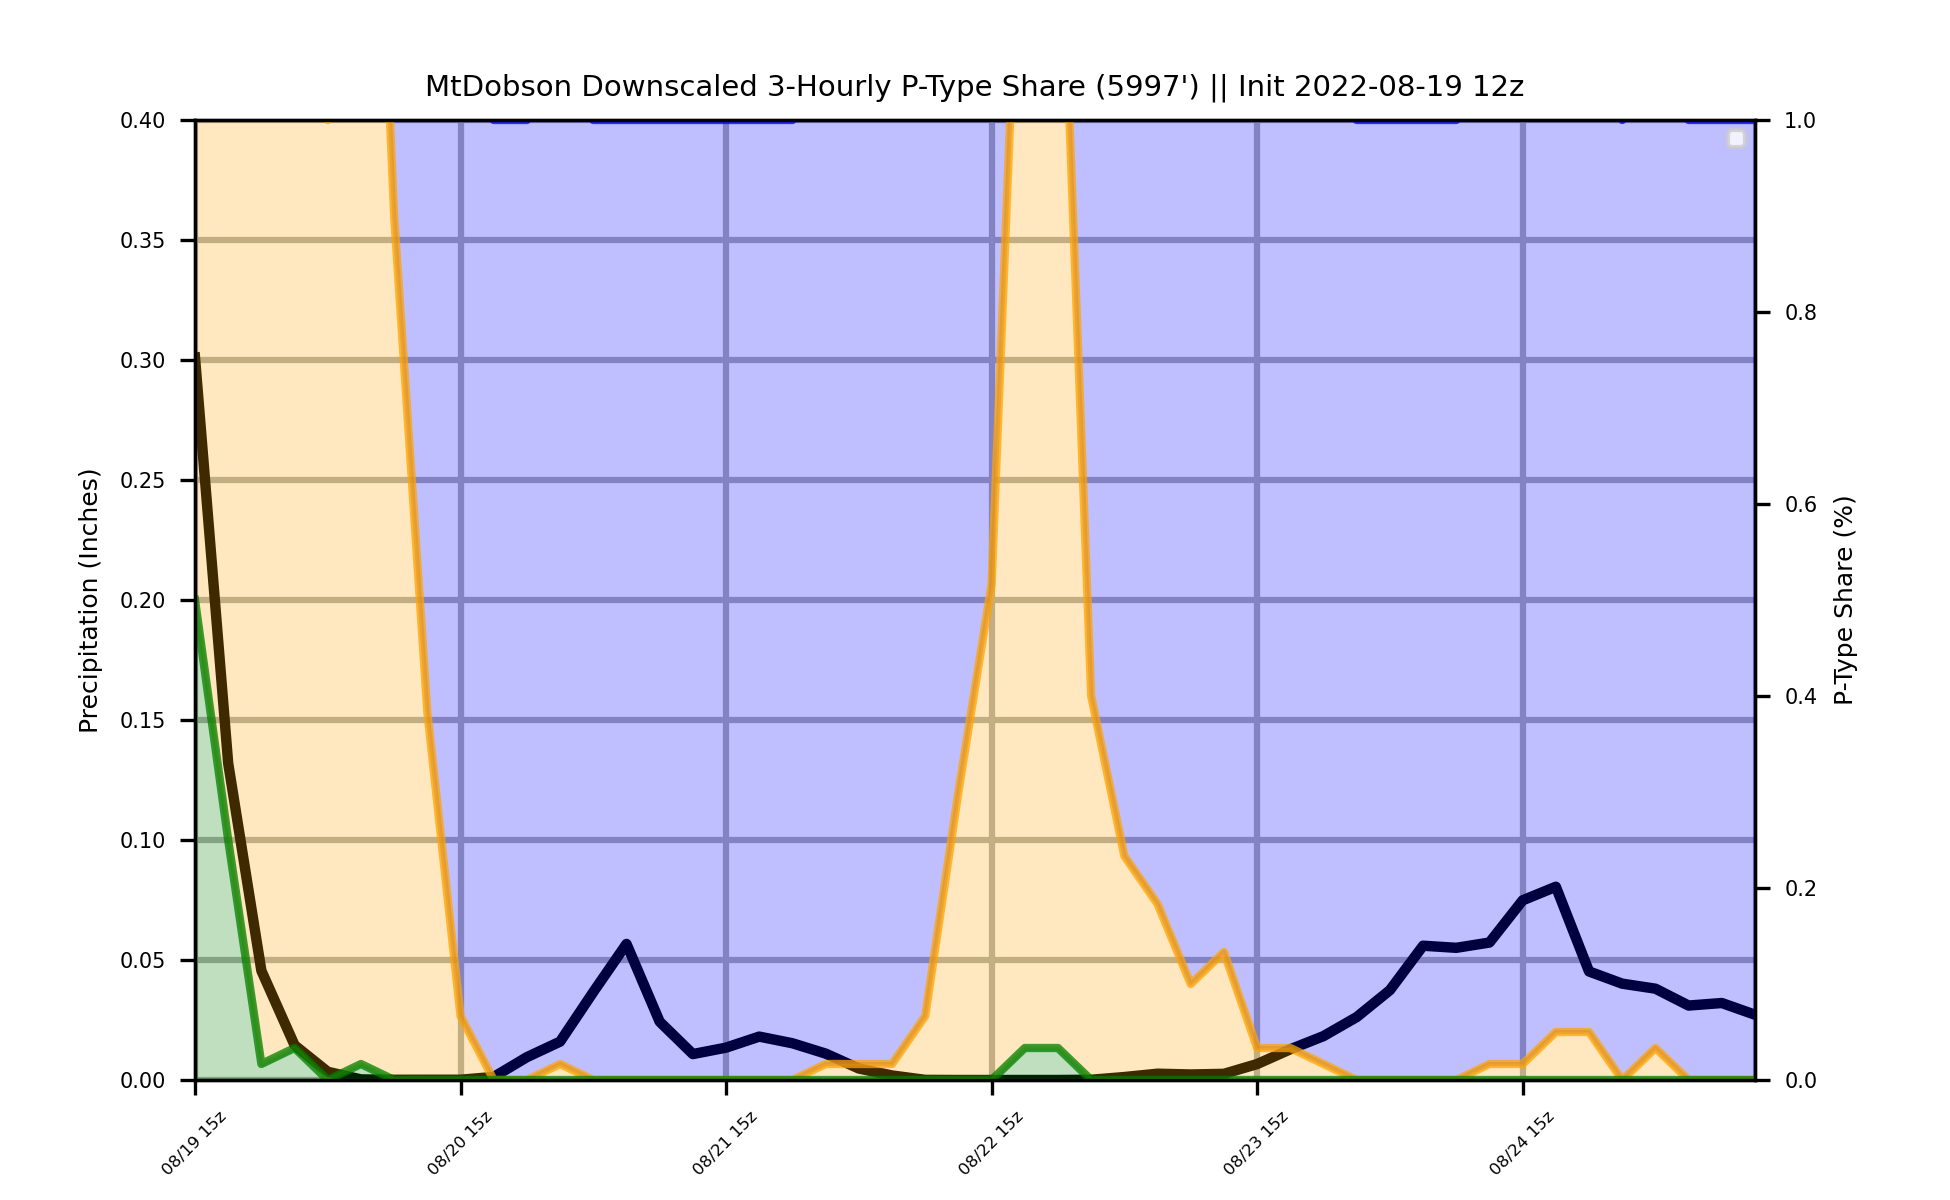 MtDobson Downscaled 3-Hourly P-Type Share (5997') || Init 2022-08-19 12z
0.40
0.35
0.30
0.25
0.20
0.15
0.10
0.05
0.00
Precipitation (Inches)
1.0
0.8
0.6
0.4
0.2
0.0
P-Type Share (%)
08/19 15z
08/20 15z
08/21 15z
08/22 15z
08/23 15z
08/24 15z